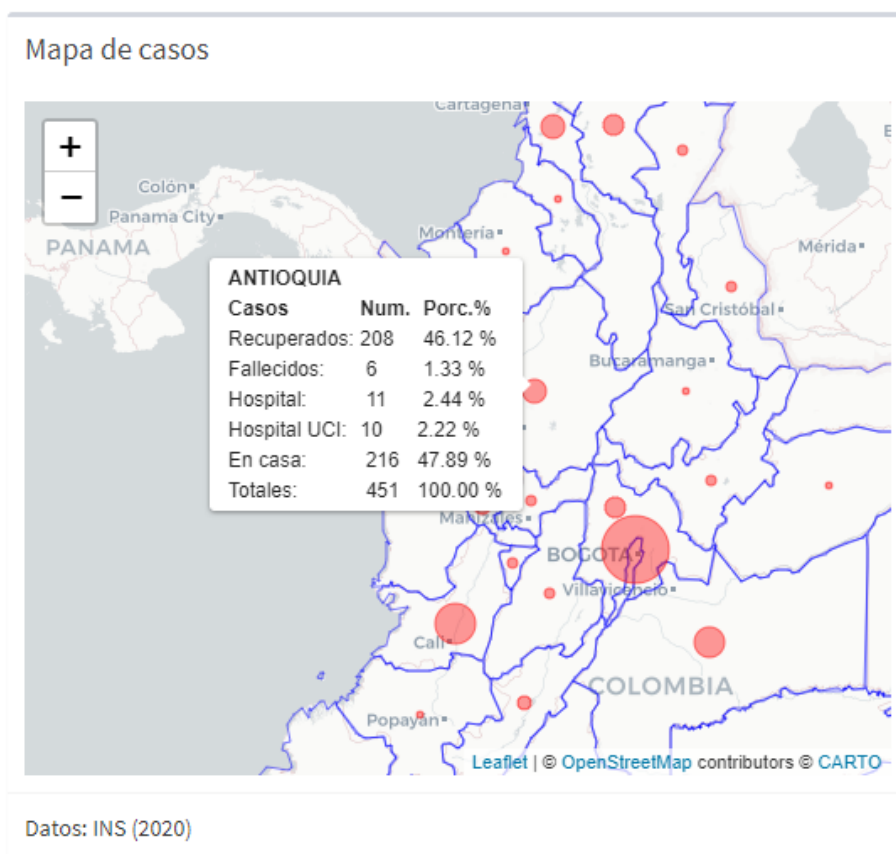 Mapa de casos
Cartagena
+
−
Colón
Panama City
PANAMA
Montería
Mérida
ANTIOQUIA
Casos Num. Porc.%
Recuperados: 208 46.12 %
Fallecidos: 6 1.33 %
Hospital: 11 2.44 %
Hospital UCI: 10 2.22 %
En casa: 216 47.89 %
Totales: 451 100.00 %
San Cristóbal
Bucaramanga
Manizales
BOGOTA
Villavicencio
Cali
COLOMBIA
Popayán
Leaflet | © OpenStreetMap contributors © CARTO
Datos: INS (2020)